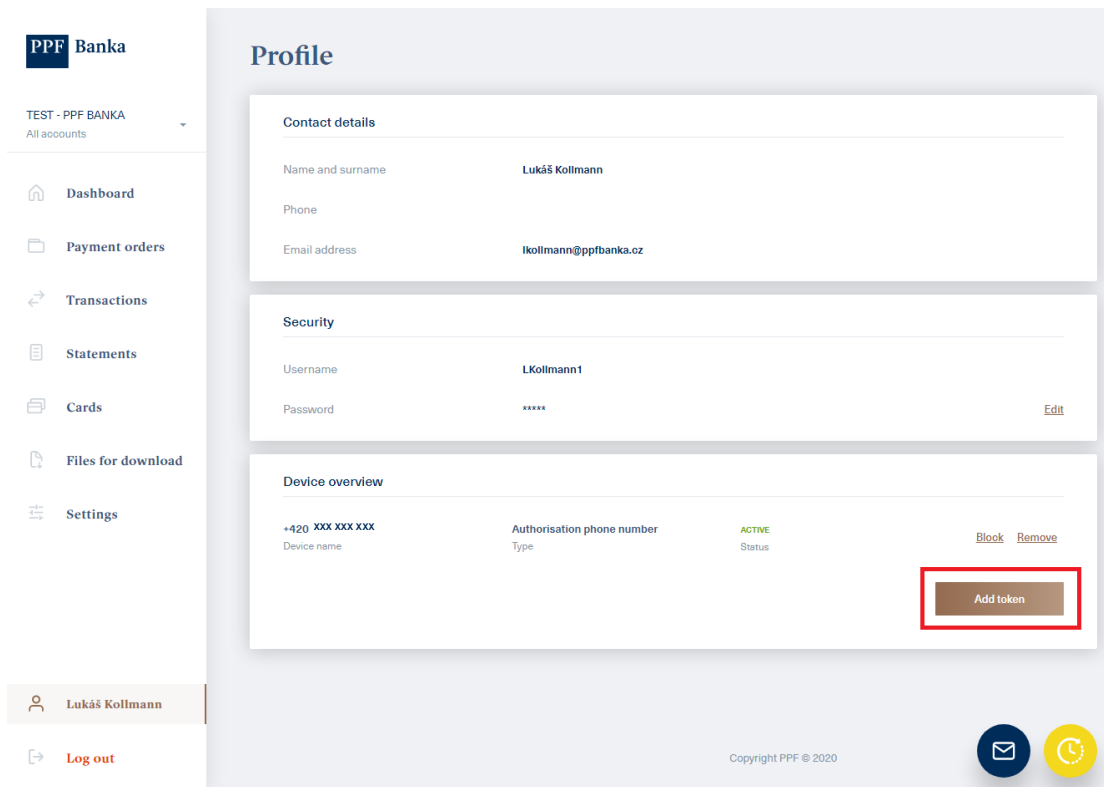 PPF Banka
TEST - PPF BANKA
All accounts
Dashboard
Payment orders
Transactions
Statements
Cards
Files for download
Settings
Lukáš Kollmann
Log out
Profile
Contact details
Name and surname Lukáš Kollmann
Phone
Email address lkollmann@ppfbanka.cz
Security
Username LKollmann1
Password ***** Edit
Device overview
+420 XXX XXX XXX Authorisation phone number ACTIVE Block Remove
Device name Type Status
Add token
Copyright PPF © 2020